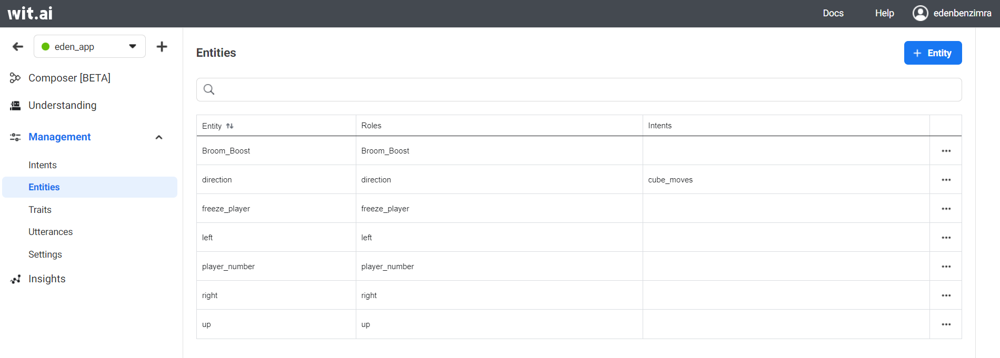 wit.ai
Docs Help edenbenzimra
eden_app
Composer [BETA]
Understanding
Management
Intents
Entities
Traits
Utterances
Settings
Insights
Entities
+ Entity
Entity Roles Intents
Broom_Boost Broom_Boost
direction direction cube_moves
freeze_player freeze_player
left left
player_number player_number
right right
up up